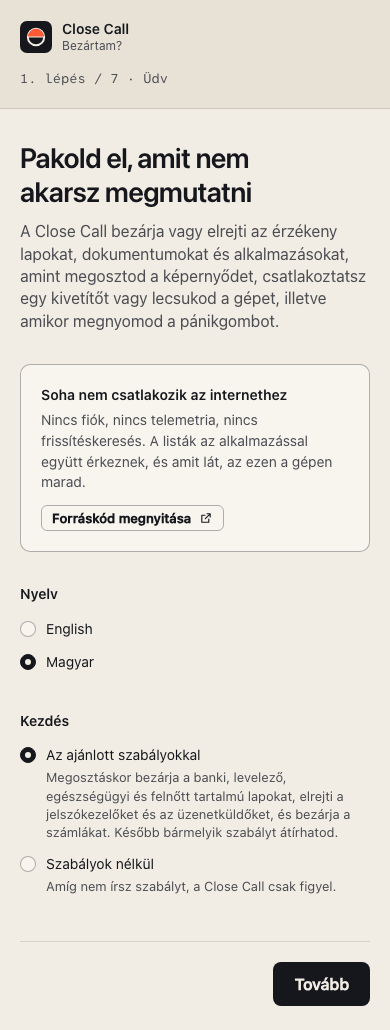 Close Call
Bezártam?
1. lépés / 7 · Üdv
Pakold el, amit nem
akarsz megmutatni
A Close Call bezárja vagy elrejti az érzékeny
lapokat, dokumentumokat és alkalmazásokat,
amint megosztod a képernyődet, csatlakoztatsz
egy kivetítőt vagy lecsukod a gépet, illetve
amikor megnyomod a pánikgombot.
Soha nem csatlakozik az internethez
Nincs fiók, nincs telemetria, nincs
frissítéskeresés. A listák az alkalmazással
együtt érkeznek, és amit lát, az ezen a gépen
marad.
Forráskód megnyitása
Nyelv
English
Magyar
Kezdés
Az ajánlott szabályokkal
Megosztáskor bezárja a banki, levelező,
egészségügyi és felnőtt tartalmú lapokat, elrejti a
jelszókezelőket és az üzenetküldőket, és bezárja a
számlákat. Később bármelyik szabályt átírhatod.
Szabályok nélkül
Amíg nem írsz szabályt, a Close Call csak figyel.
Tovább